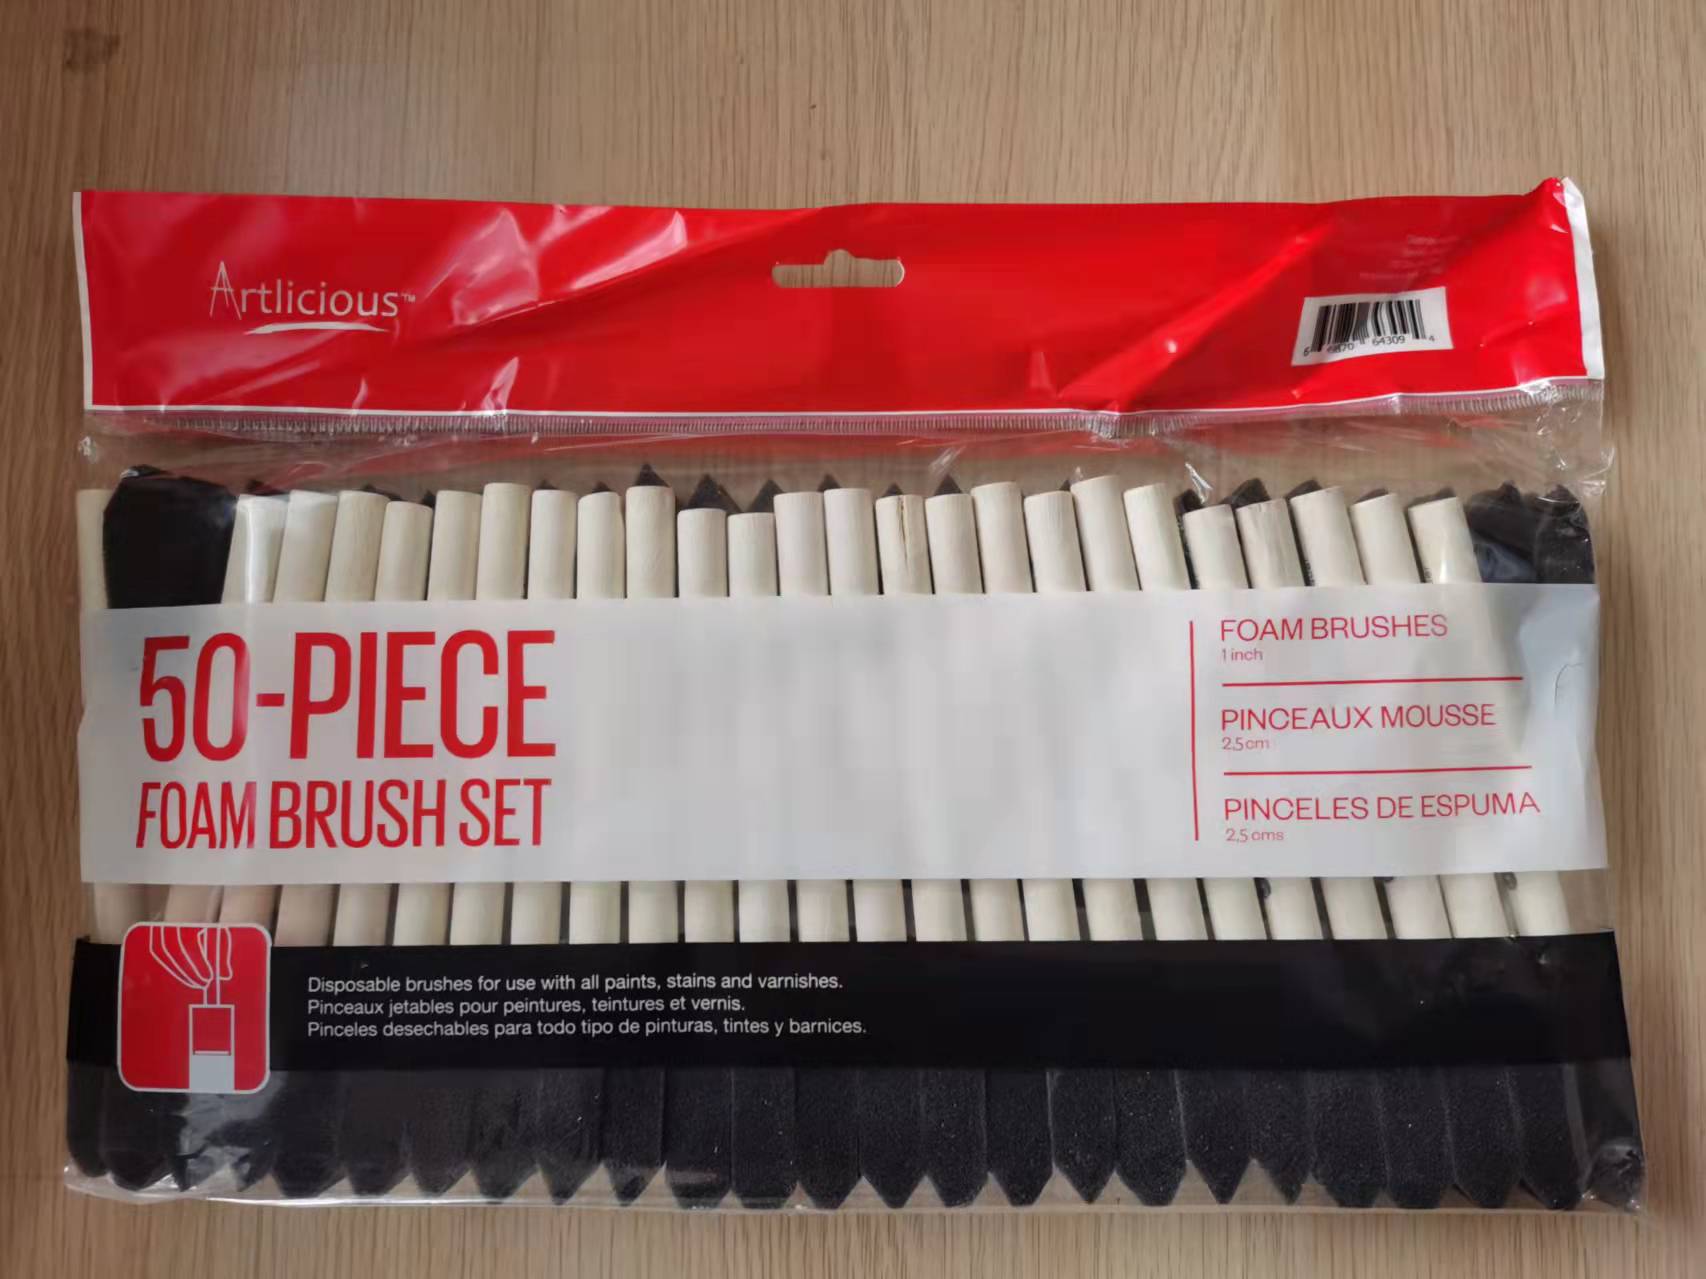 Artlicious™
64309 4
50-PIECE
FOAM BRUSH SET
FOAM BRUSHES
1 inch
PINCEAUX MOUSSE
2,5 cm
PINCELES DE ESPUMA
2,5 cms
Disposable brushes for use with all paints, stains and varnishes.
Pinceaux jetables pour peintures, teintures et vernis.
Pinceles desechables para todo tipo de pinturas, tintes y barnices.